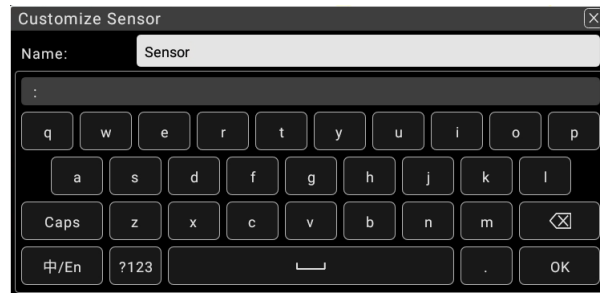 Customize Sensor
Name: Sensor
:
q w e r t y u i o p
a s d f g h j k l
Caps z x c v b n m
中/En ?123 . OK